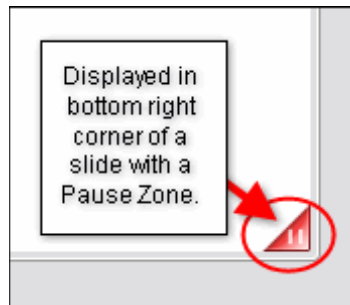 Displayed in
bottom right
corner of a
slide with a
Pause Zone.